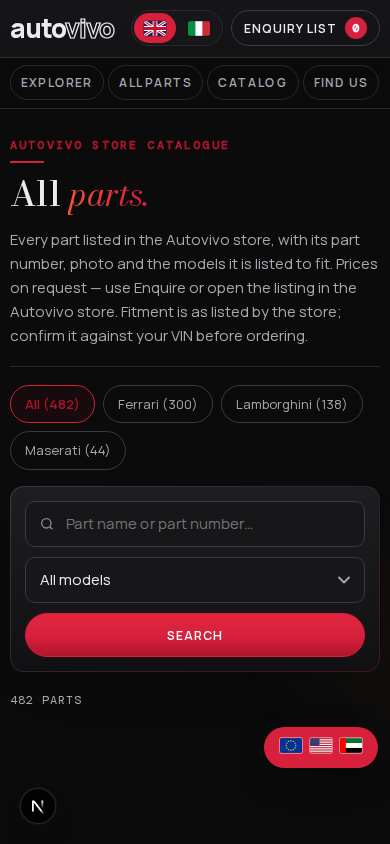 autovivo
ENQUIRY LIST 0
EXPLORER ALL PARTS CATALOG FIND US
AUTOVIVO STORE CATALOGUE
All parts.
Every part listed in the Autovivo store, with its part
number, photo and the models it is listed to fit. Prices
on request — use Enquire or open the listing in the
Autovivo store. Fitment is as listed by the store;
confirm it against your VIN before ordering.
All (482) Ferrari (300) Lamborghini (138)
Maserati (44)
Part name or part number…
All models
SEARCH
482 PARTS
N